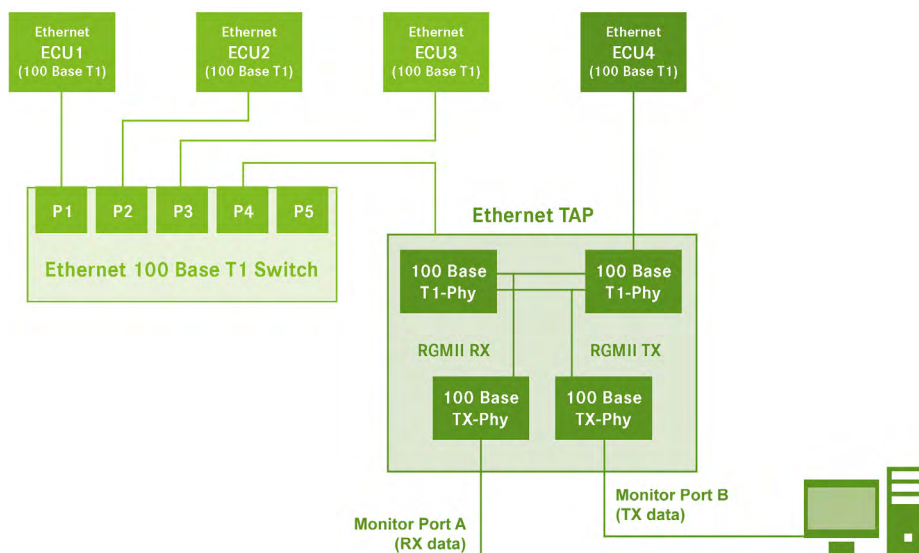 Ethernet
ECU1
(100 Base T1)
Ethernet
ECU2
(100 Base T1)
Ethernet
ECU3
(100 Base T1)
Ethernet
ECU4
(100 Base T1)
P1
P2
P3
P4
P5
Ethernet 100 Base T1 Switch
Ethernet TAP
100 Base
T1-Phy
100 Base
T1-Phy
RGMII RX
RGMII TX
100 Base
TX-Phy
100 Base
TX-Phy
Monitor Port A
(RX data)
Monitor Port B
(TX data)